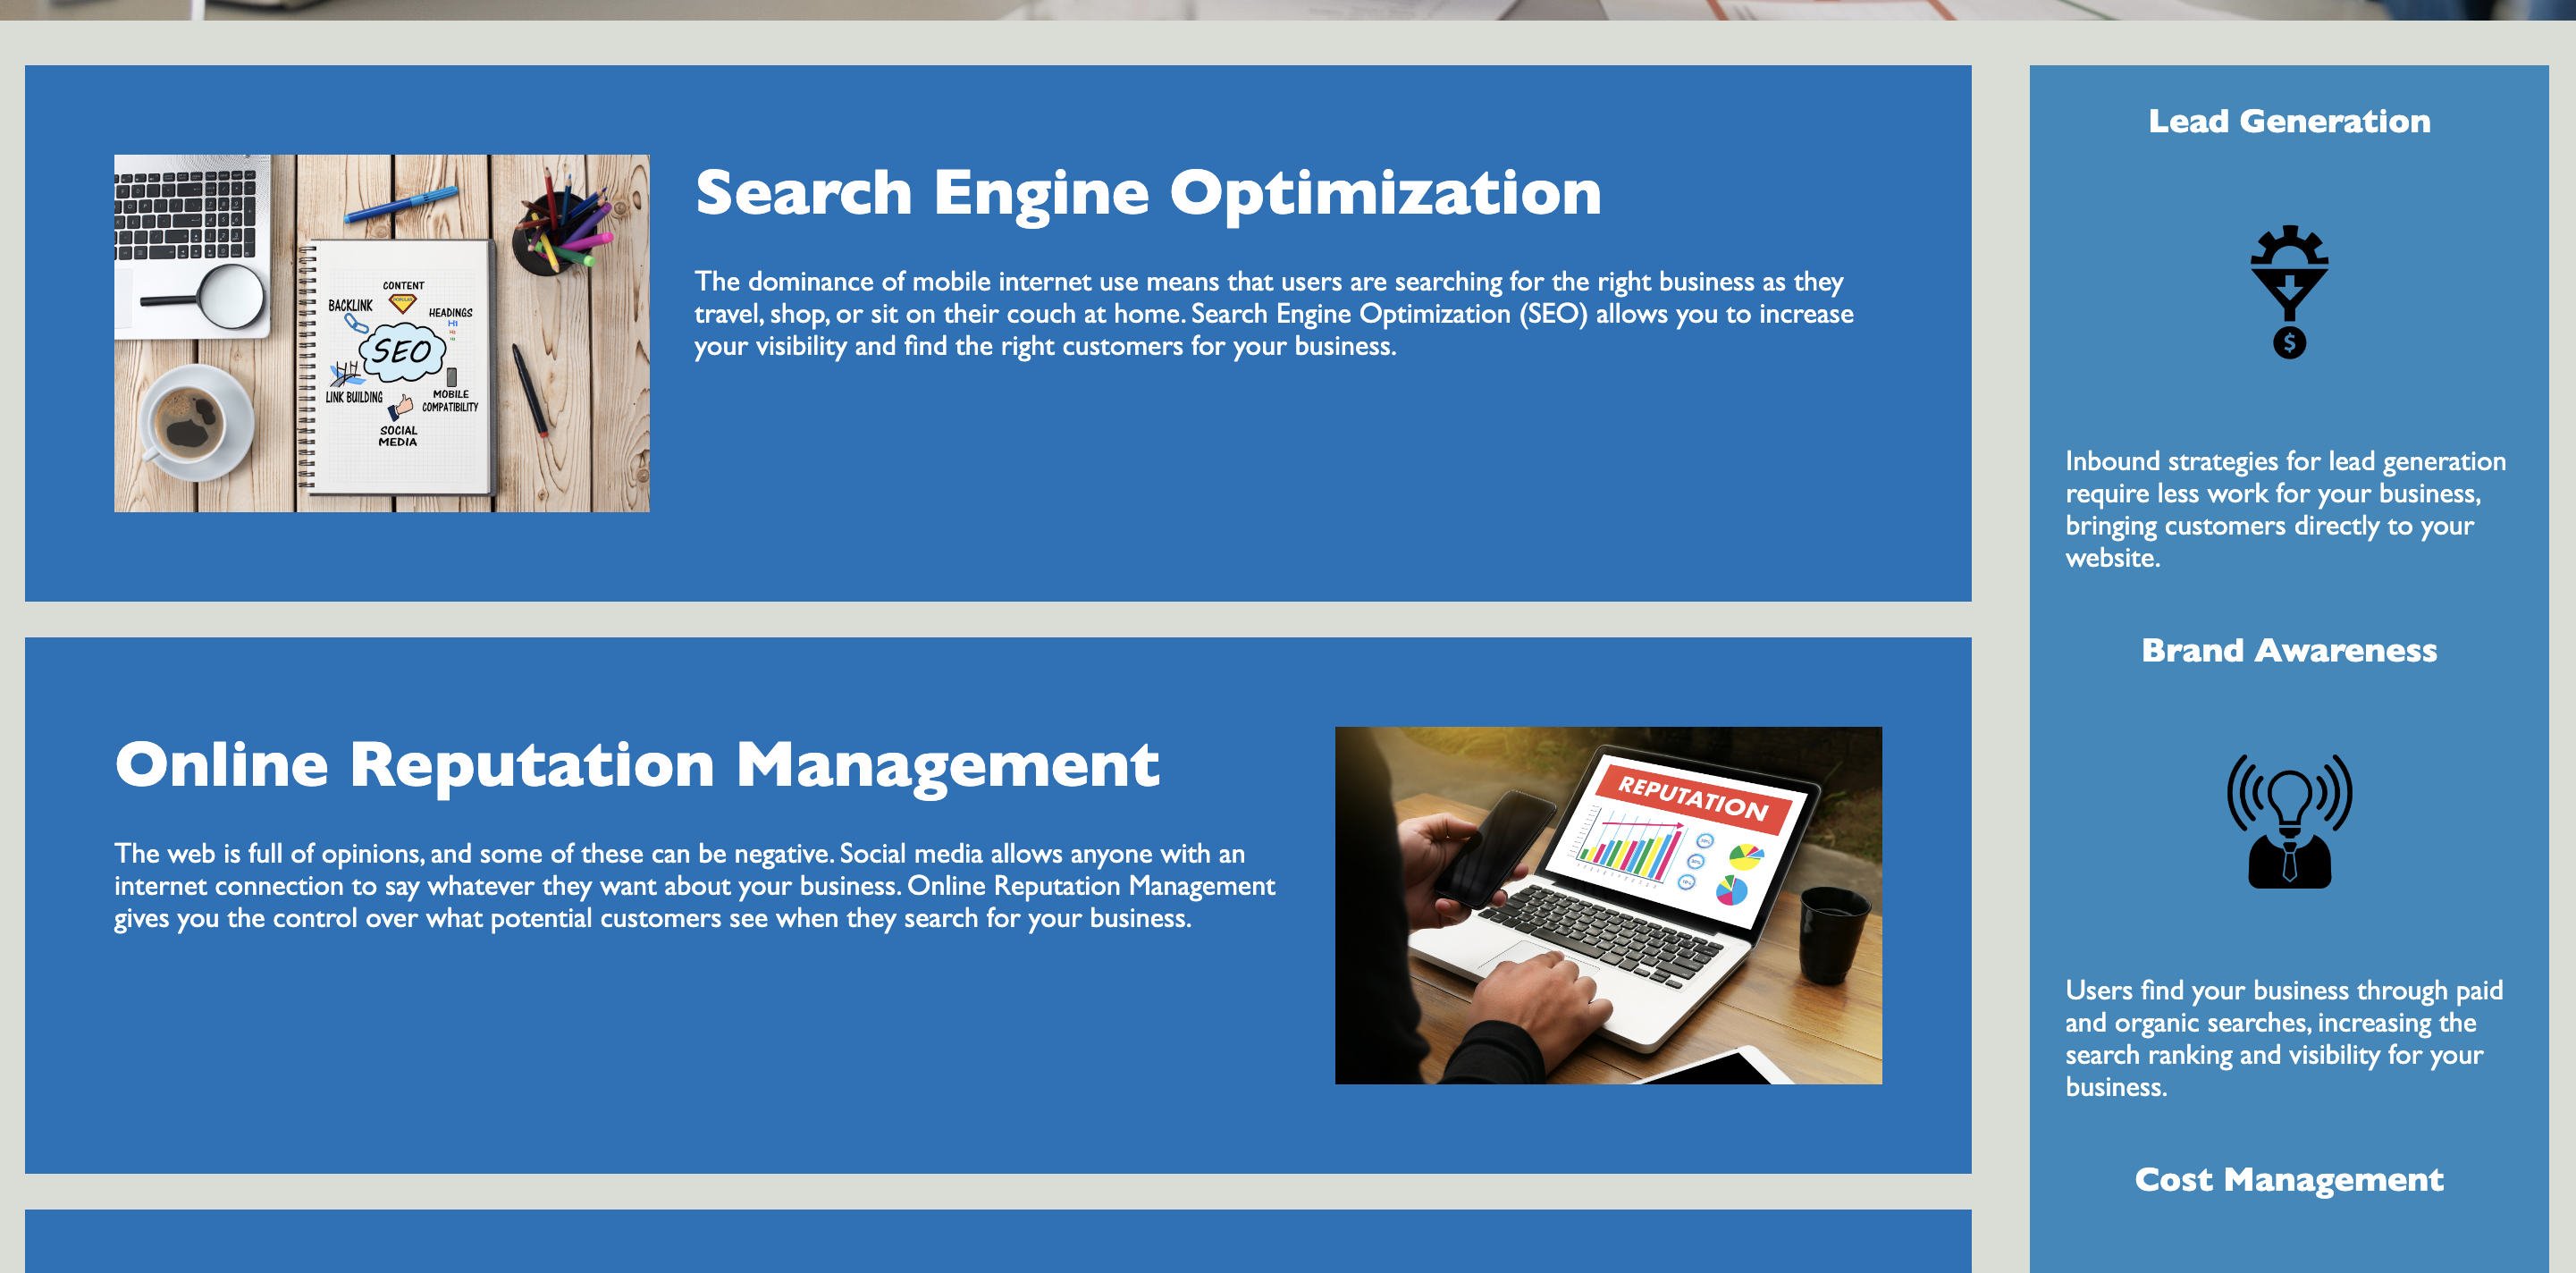 Search Engine Optimization
The dominance of mobile internet use means that users are searching for the right business as they
travel, shop, or sit on their couch at home. Search Engine Optimization (SEO) allows you to increase
your visibility and find the right customers for your business.
CONTENT
BACKLINK
HEADINGS
H1
SEO
LINK BUILDING
MOBILE
COMPATIBILITY
SOCIAL
MEDIA
Online Reputation Management
The web is full of opinions, and some of these can be negative. Social media allows anyone with an
internet connection to say whatever they want about your business. Online Reputation Management
gives you the control over what potential customers see when they search for your business.
REPUTATION
Lead Generation
$
Inbound strategies for lead generation
require less work for your business,
bringing customers directly to your
website.
Brand Awareness
Users find your business through paid
and organic searches, increasing the
search ranking and visibility for your
business.
Cost Management